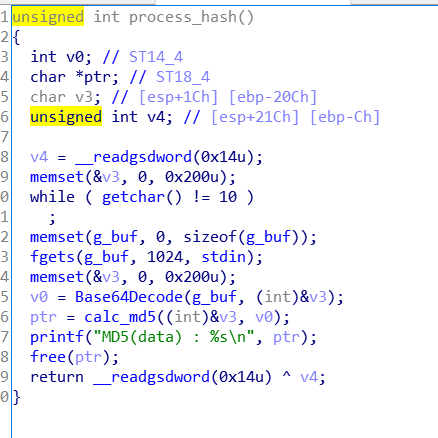 1 unsigned int process_hash()
2 {
3   int v0; // ST14_4
4   char *ptr; // ST18_4
5   char v3; // [esp+1Ch] [ebp-20Ch]
6   unsigned int v4; // [esp+21Ch] [ebp-Ch]
7
8   v4 = __readgsdword(0x14u);
9   memset(&v3, 0, 0x200u);
0   while ( getchar() != 10 )
1     ;
2   memset(g_buf, 0, sizeof(g_buf));
3   fgets(g_buf, 1024, stdin);
4   memset(&v3, 0, 0x200u);
5   v0 = Base64Decode(g_buf, (int)&v3);
6   ptr = calc_md5((int)&v3, v0);
7   printf("MD5(data) : %s\n", ptr);
8   free(ptr);
9   return __readgsdword(0x14u) ^ v4;
0 }